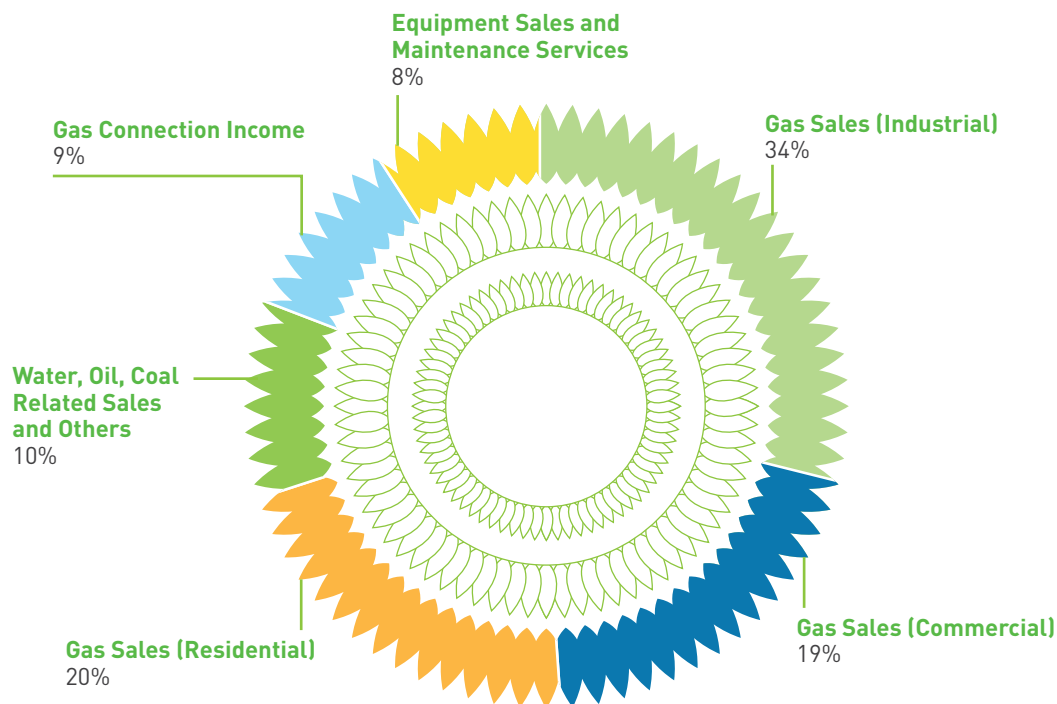 Equipment Sales and
Maintenance Services
8%
Gas Connection Income
9%
Gas Sales (Industrial)
34%
Water, Oil, Coal
Related Sales
and Others
10%
Gas Sales (Residential)
20%
Gas Sales (Commercial)
19%